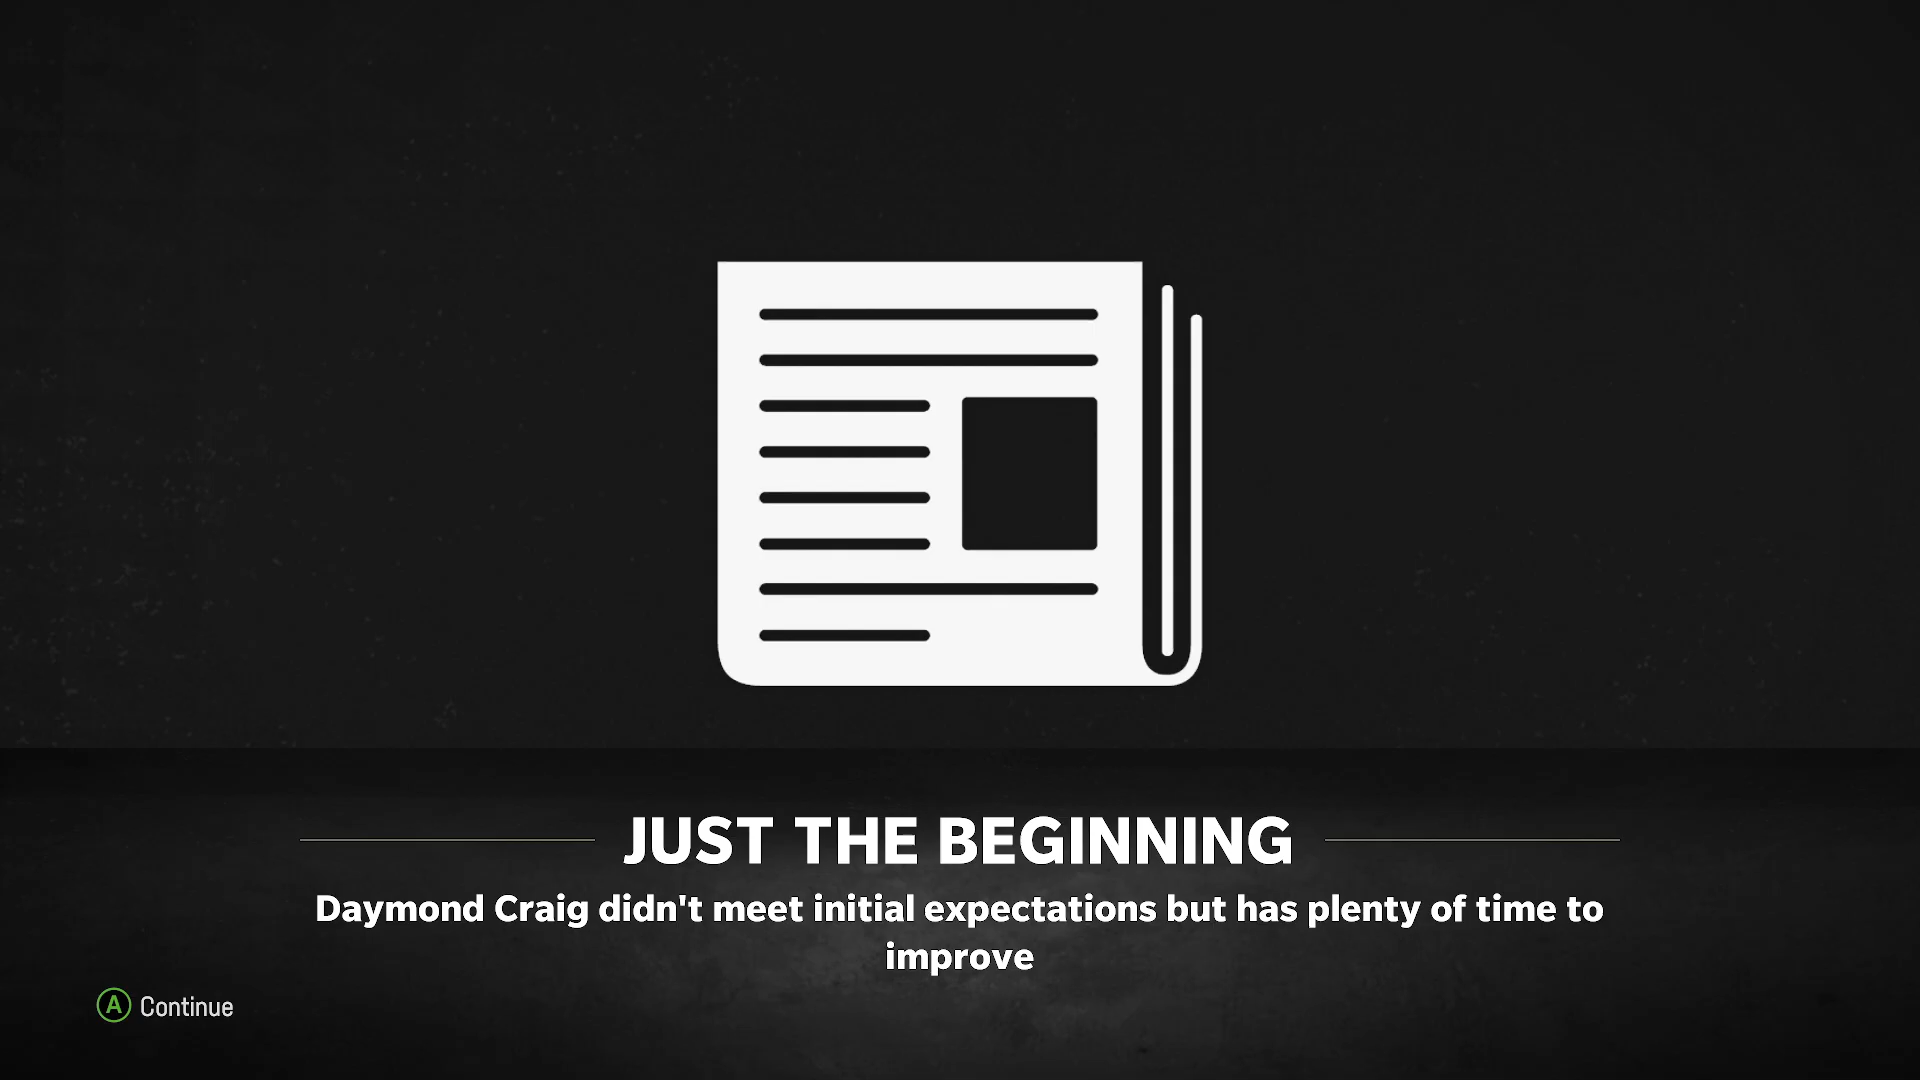 JUST THE BEGINNING
Daymond Craig didn't meet initial expectations but has plenty of time to
improve
A Continue